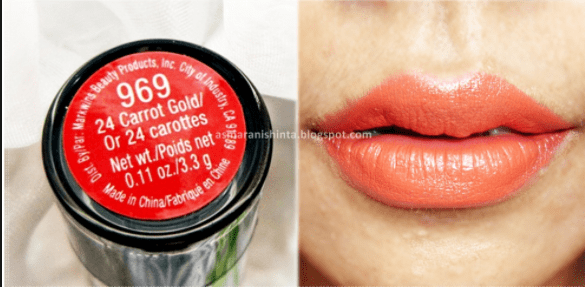 Dist. By/Par: Markwins Beauty Products, Inc. City of Industry, CA 91789
969
24 Carrot Gold/
Or 24 carottes
Net wt./Poids net
0.11 oz./3.3 g
Made in China/Fabriqué en Chine
asmaranishinta.blogspot.com